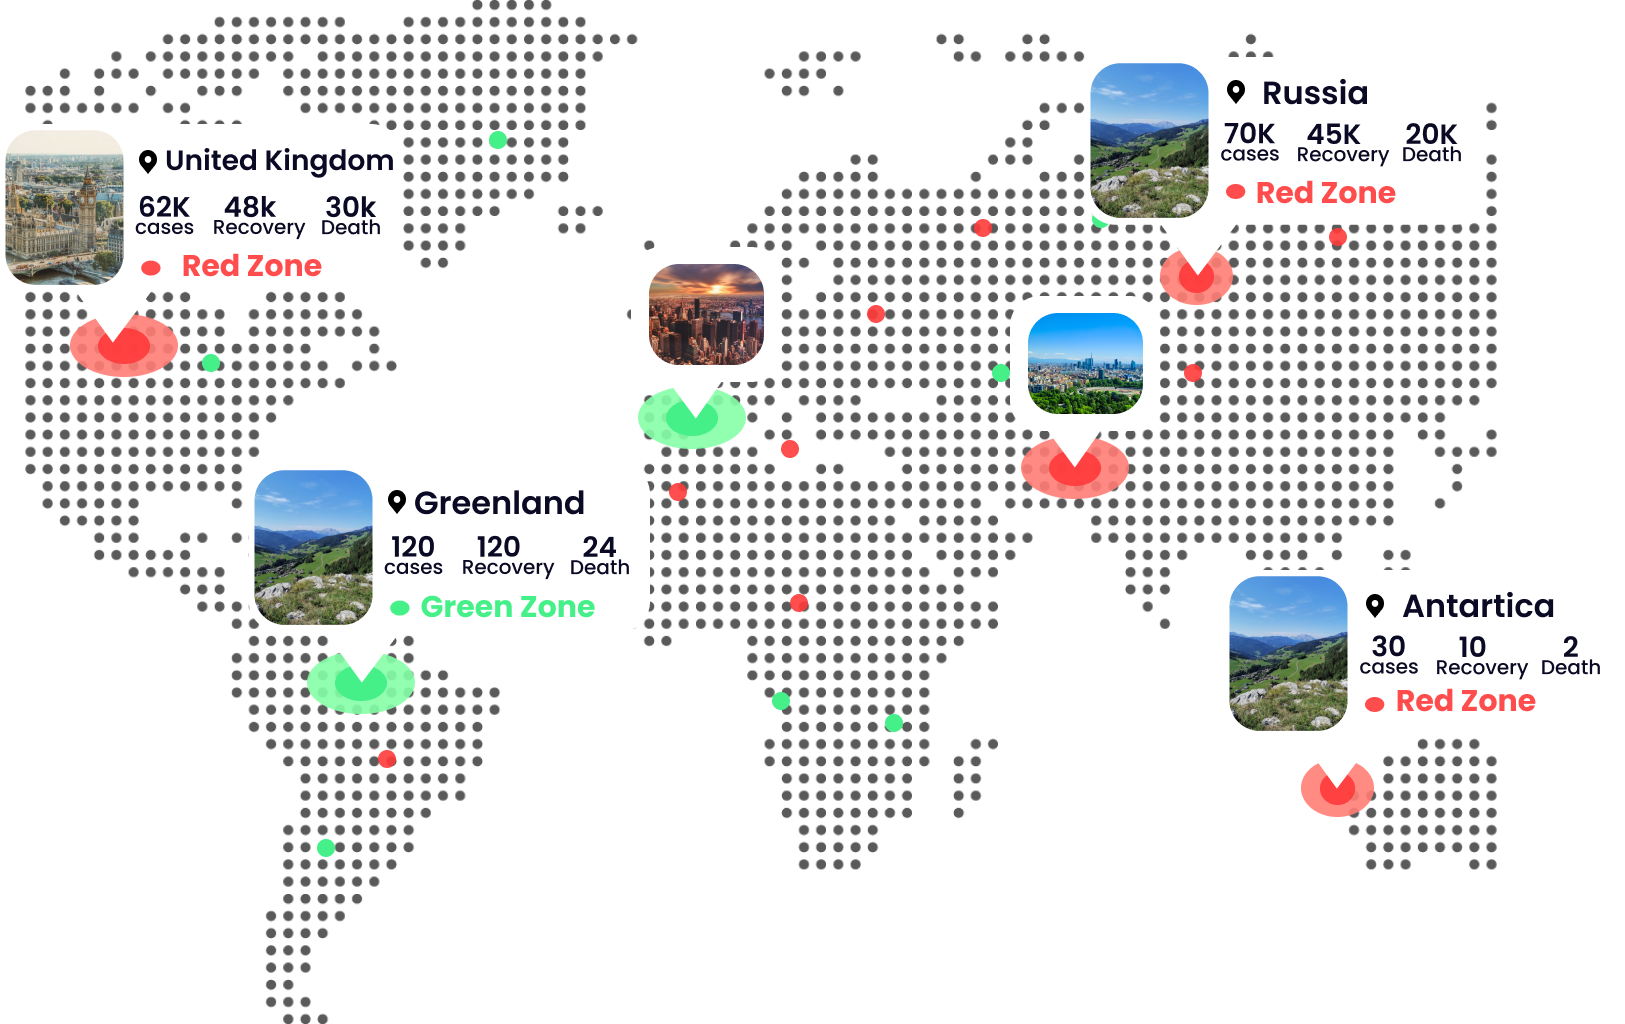 Russia
70K 45K 20K
cases Recovery Death
Red Zone
United Kingdom
62K 48k 30k
cases Recovery Death
Red Zone
Greenland
120 120 24
cases Recovery Death
Green Zone
Antartica
30 10 2
cases Recovery Death
Red Zone